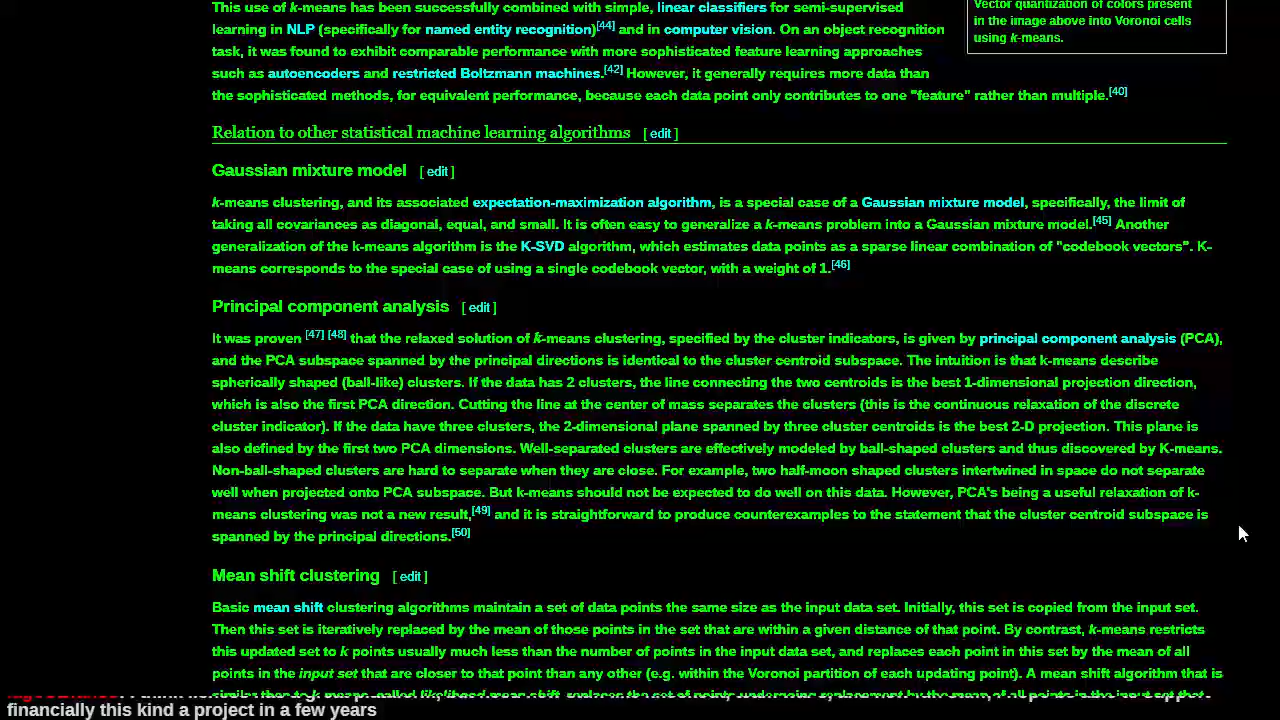 This use of k-means has been successfully combined with simple, linear classifiers for semi-supervised
learning in NLP (specifically for named entity recognition)[44] and in computer vision. On an object recognition
task, it was found to exhibit comparable performance with more sophisticated feature learning approaches
such as autoencoders and restricted Boltzmann machines.[42] However, it generally requires more data than
the sophisticated methods, for equivalent performance, because each data point only contributes to one "feature" rather than multiple.[40]
Vector quantization of colors present
in the image above into Voronoi cells
using k-means.
Relation to other statistical machine learning algorithms [ edit ]
Gaussian mixture model [ edit ]
k-means clustering, and its associated expectation-maximization algorithm, is a special case of a Gaussian mixture model, specifically, the limit of
taking all covariances as diagonal, equal, and small. It is often easy to generalize a k-means problem into a Gaussian mixture model.[45] Another
generalization of the k-means algorithm is the K-SVD algorithm, which estimates data points as a sparse linear combination of "codebook vectors". K-
means corresponds to the special case of using a single codebook vector, with a weight of 1.[46]
Principal component analysis [ edit ]
It was proven [47] [48] that the relaxed solution of k-means clustering, specified by the cluster indicators, is given by principal component analysis (PCA),
and the PCA subspace spanned by the principal directions is identical to the cluster centroid subspace. The intuition is that k-means describe
spherically shaped (ball-like) clusters. If the data has 2 clusters, the line connecting the two centroids is the best 1-dimensional projection direction,
which is also the first PCA direction. Cutting the line at the center of mass separates the clusters (this is the continuous relaxation of the discrete
cluster indicator). If the data have three clusters, the 2-dimensional plane spanned by three cluster centroids is the best 2-D projection. This plane is
also defined by the first two PCA dimensions. Well-separated clusters are effectively modeled by ball-shaped clusters and thus discovered by K-means.
Non-ball-shaped clusters are hard to separate when they are close. For example, two half-moon shaped clusters intertwined in space do not separate
well when projected onto PCA subspace. But k-means should not be expected to do well on this data. However, PCA's being a useful relaxation of k-
means clustering was not a new result,[49] and it is straightforward to produce counterexamples to the statement that the cluster centroid subspace is
spanned by the principal directions.[50]
Mean shift clustering [ edit ]
Basic mean shift clustering algorithms maintain a set of data points the same size as the input data set. Initially, this set is copied from the input set.
Then this set is iteratively replaced by the mean of those points in the set that are within a given distance of that point. By contrast, k-means restricts
this updated set to k points usually much less than the number of points in the input data set, and replaces each point in this set by the mean of all
points in the input set that are closer to that point than any other (e.g. within the Voronoi partition of each updating point). A mean shift algorithm that is
financially this kind a project in a few years